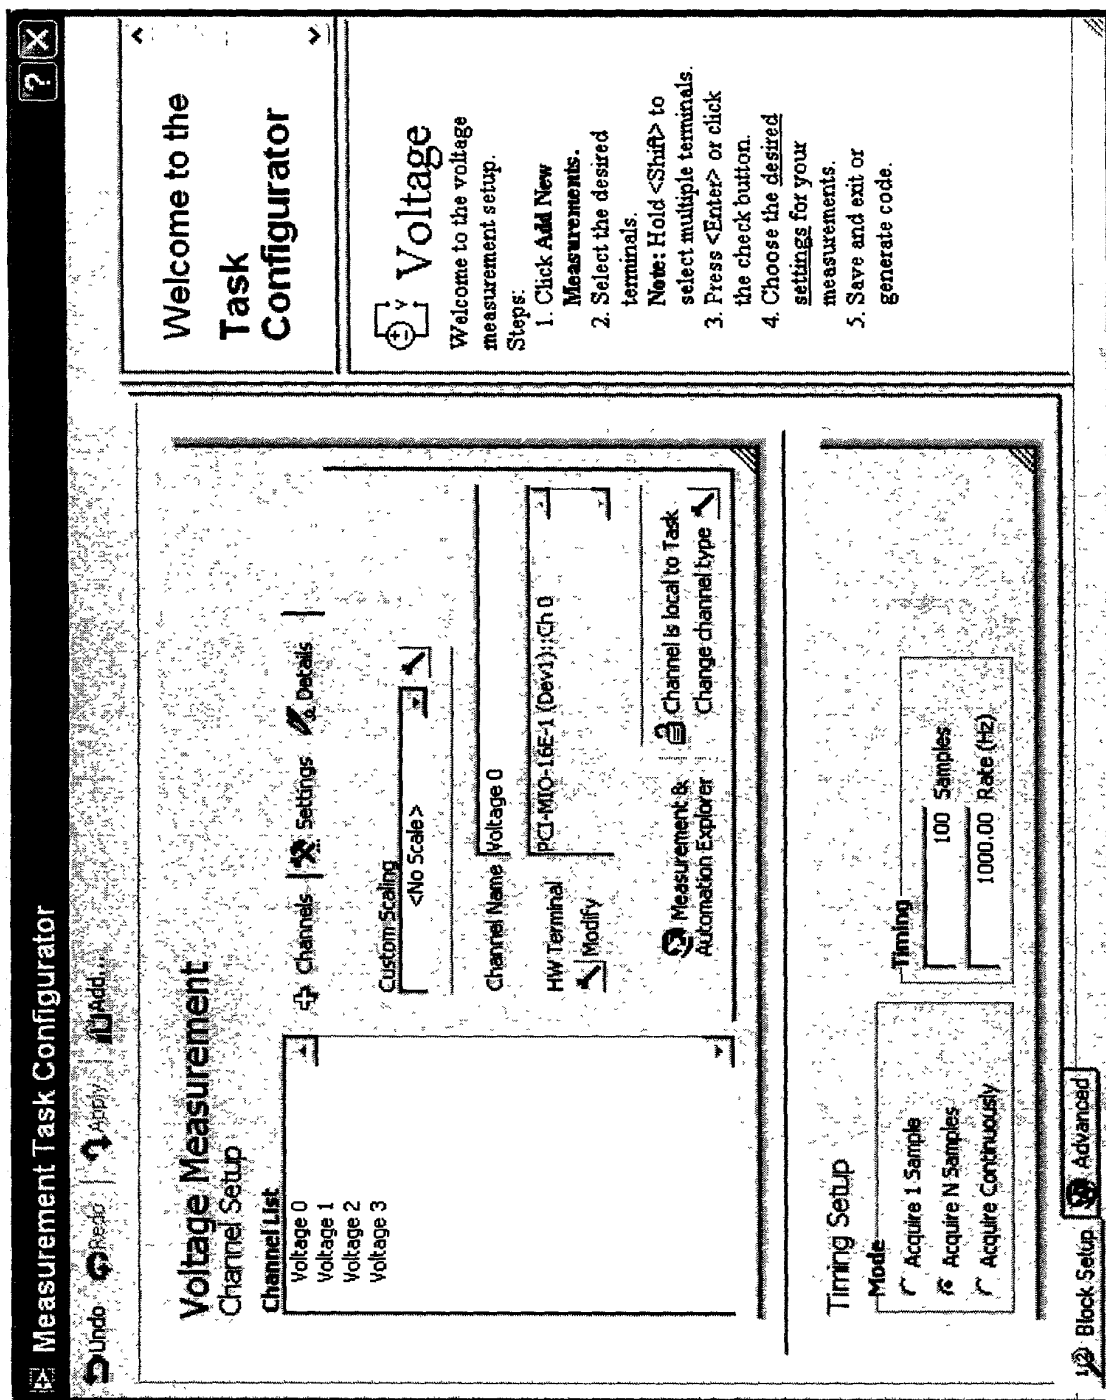 Measurement Task Configurator
Undo Redo Apply Add...
Voltage Measurement
Channel Setup
Channel List
Voltage 0
Voltage 1
Voltage 2
Voltage 3
Channels Settings Details
Custom Scaling
<No Scale>
Channel Name Voltage 0
HW Terminal PCI-MIO-16E-1 (Dev1)::Ch 0
Modify
Measurement &
Automation Explorer
Channel is local to Task
Change channel type
Timing Setup
Mode
Acquire 1 Sample
Acquire N Samples
Acquire Continuously
Timing
100 Samples
1000.00 Rate (Hz)
Block Setup Advanced
Welcome to the
Task
Configurator
Voltage
Welcome to the voltage
measurement setup.
Steps:
1. Click Add New
Measurements.
2. Select the desired
terminals.
Note: Hold <Shift> to
select multiple terminals.
3. Press <Enter> or click
the check button.
4. Choose the desired
settings for your
measurements.
5. Save and exit or
generate code.